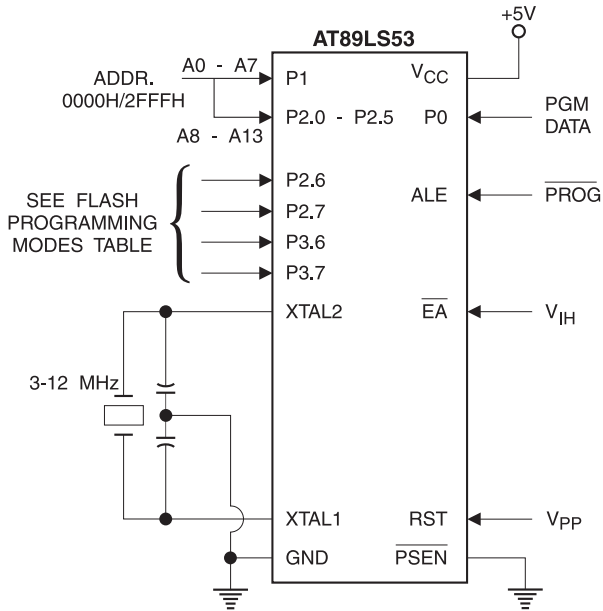 +5V
AT89LS53
A0 - A7
ADDR.
0000H/2FFFH
A8 - A13
P1
P2.0 - P2.5
VCC
P0
PGM
DATA
SEE FLASH
PROGRAMMING
MODES TABLE
P2.6
P2.7
P3.6
P3.7
ALE
PROG
XTAL2
EA
VIH
3-12 MHz
XTAL1
RST
VPP
GND
PSEN